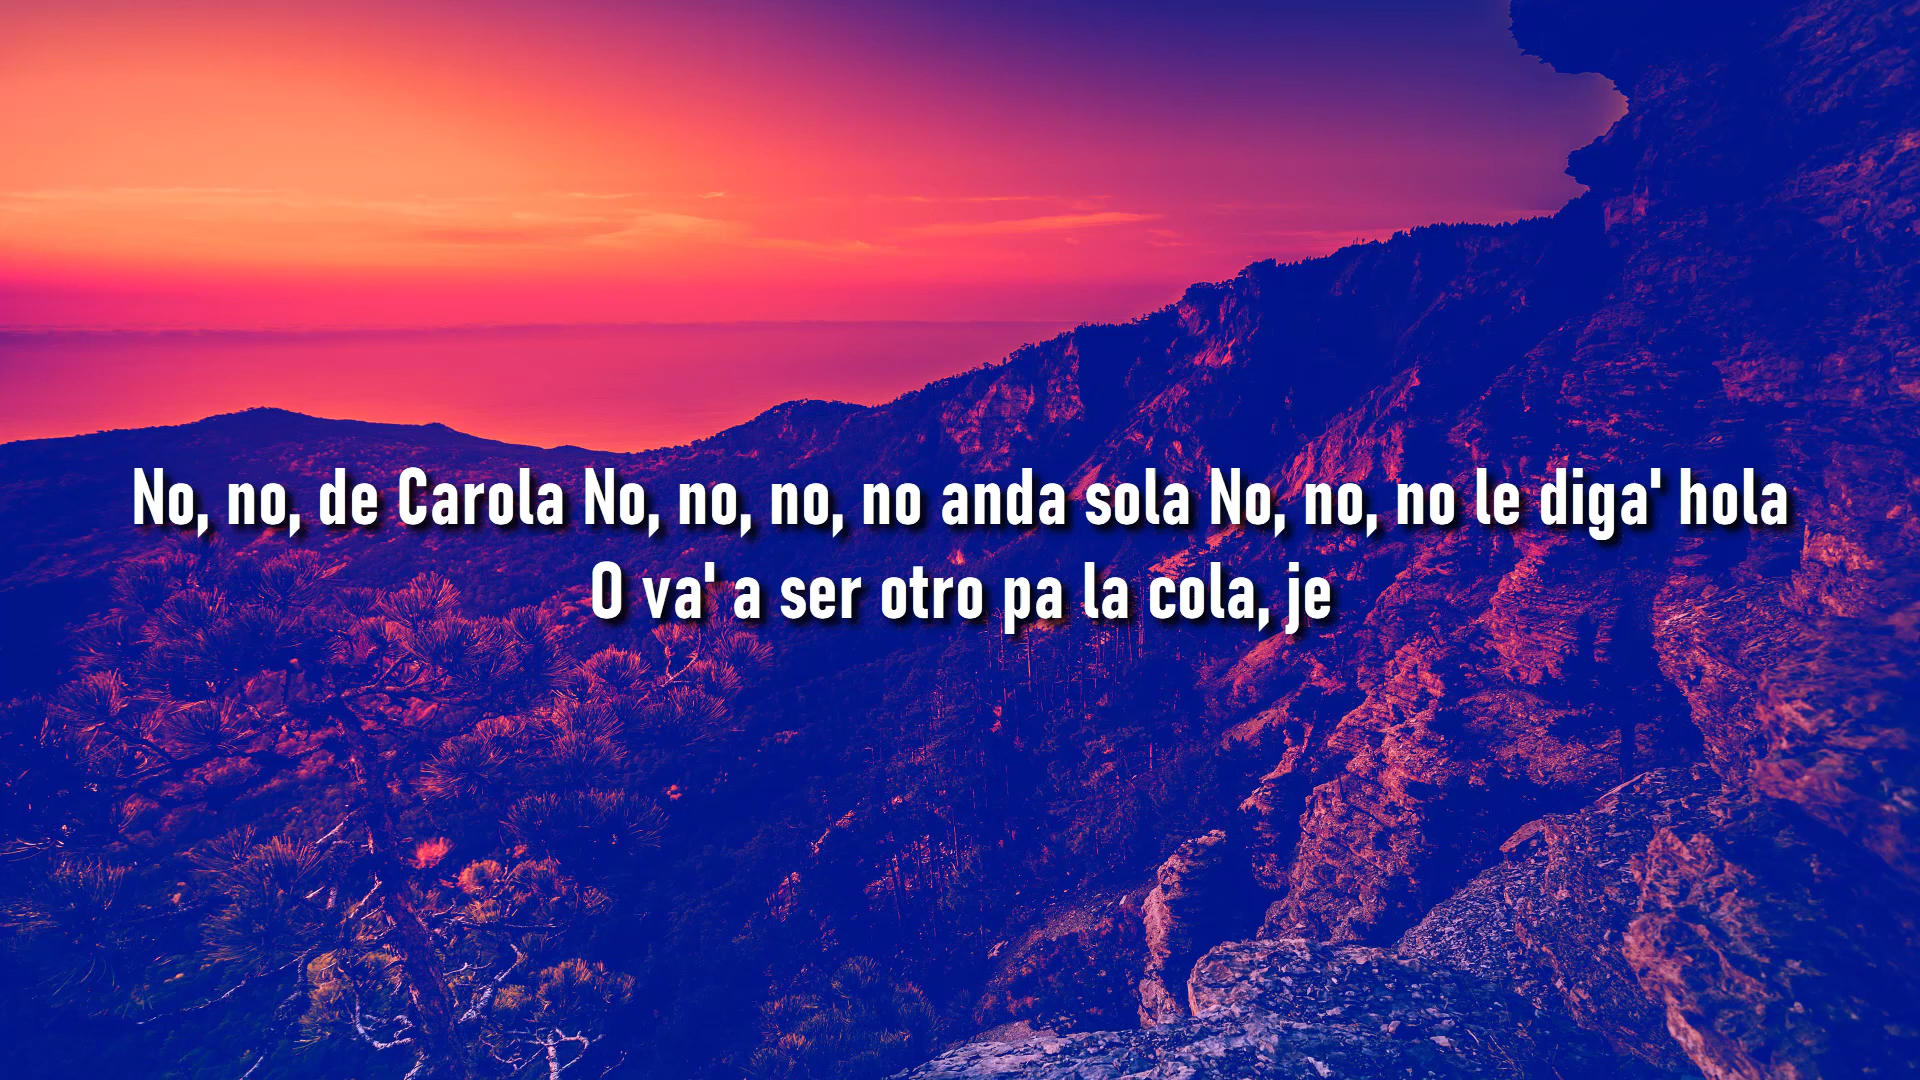 No, no, de Carola No, no, no, no anda sola No, no, no le diga' hola
O va' a ser otro pa la cola, je